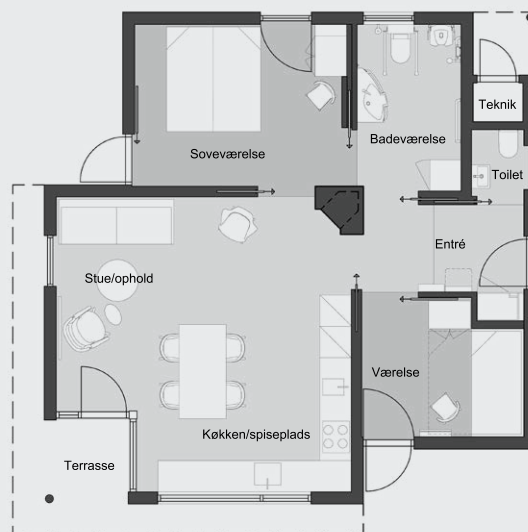 Teknik
Badeværelse
Soveværelse
Toilet
Entré
Stue/ophold
Værelse
Køkken/spiseplads
Terrasse